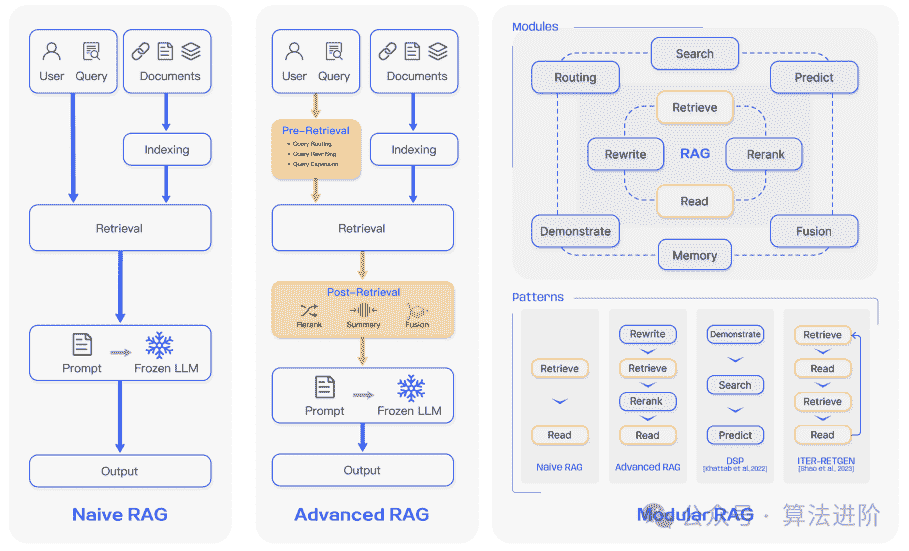 User Query Documents
Indexing
Retrieval
Prompt Frozen LLM
Output
Naive RAG
User Query Documents
Pre-Retrieval
• Query Routing
• Query Rewriting
• Query Expansion
Indexing
Retrieval
Post-Retrieval
Rerank Summary Fusion
Prompt Frozen LLM
Output
Advanced RAG
Modules
Search
Routing Predict
Retrieve
Rewrite RAG Rerank
Read
Demonstrate Fusion
Memory
Patterns
Retrieve
Read
Naive RAG
Rewrite
Retrieve
Rerank
Read
Advanced RAG
Demonstrate
Search
Predict
DSP
[Khattab et al.,2022]
Retrieve
Read
Retrieve
Read
ITER-RETGEN
[Shao et al., 2023]
Modular RAG
公众号 · 算法进阶